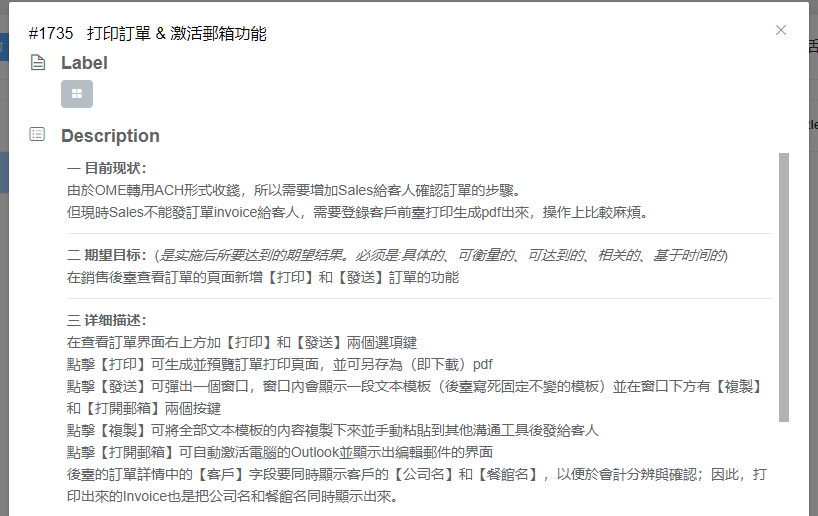 #1735 打印訂單 & 激活郵箱功能
Label
Description
一 目前现状：
由於OME轉用ACH形式收錢，所以需要增加Sales給客人確認訂單的步驟。
但現時Sales不能發訂單invoice給客人，需要登錄客戶前臺打印生成pdf出來，操作上比較麻煩。
二 期望目标：(是实施后所要达到的期望结果。必须是:具体的、可衡量的、可达到的、相关的、基于时间的)
在銷售後臺查看訂單的頁面新增【打印】和【發送】訂單的功能
三 详细描述：
在查看訂單界面右上方加【打印】和【發送】兩個選項鍵
點擊【打印】可生成並預覽訂單打印頁面，並可另存為（即下載）pdf
點擊【發送】可彈出一個窗口，窗口内會顯示一段文本模板（後臺寫死固定不變的模板）並在窗口下方有【複製】
和【打開郵箱】兩個按鍵
點擊【複製】可將全部文本模板的内容複製下來並手動粘貼到其他溝通工具後發給客人
點擊【打開郵箱】可自動激活電腦的Outlook並顯示出編輯郵件的界面
後臺的訂單詳情中的【客戶】字段要同時顯示客戶的【公司名】和【餐館名】，以便於會計分辨與確認；因此，打
印出來的Invoice也是把公司名和餐館名同時顯示出來。